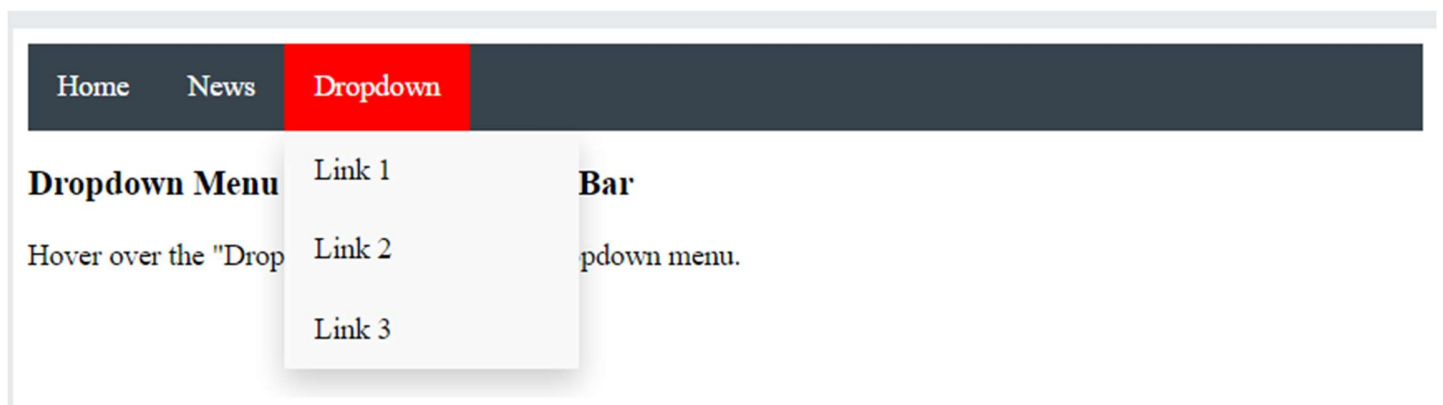 Home News Dropdown
Link 1
Dropdown Menu Bar
Link 2
Hover over the "Drop pdown menu.
Link 3